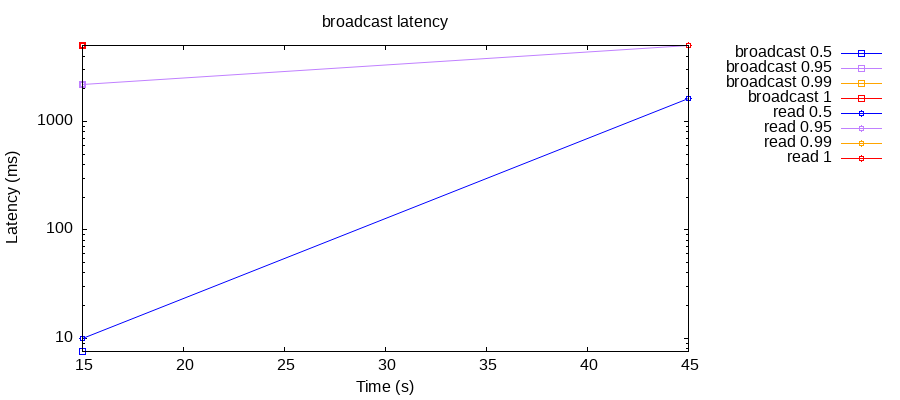 broadcast latency
Latency (ms)
1000
100
10
15 20 25 30 35 40 45
Time (s)
broadcast 0.5
broadcast 0.95
broadcast 0.99
broadcast 1
read 0.5
read 0.95
read 0.99
read 1